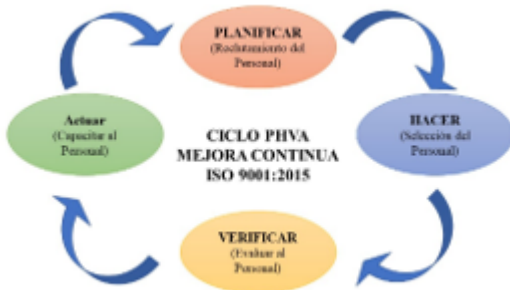 PLANIFICAR
(Reclutamiento del
Personal)
Actuar
(Capacitar al
Personal)
CICLO PHVA
MEJORA CONTINUA
ISO 9001:2015
HACER
(Selección del
Personal)
VERIFICAR
(Evaluar al
Personal)